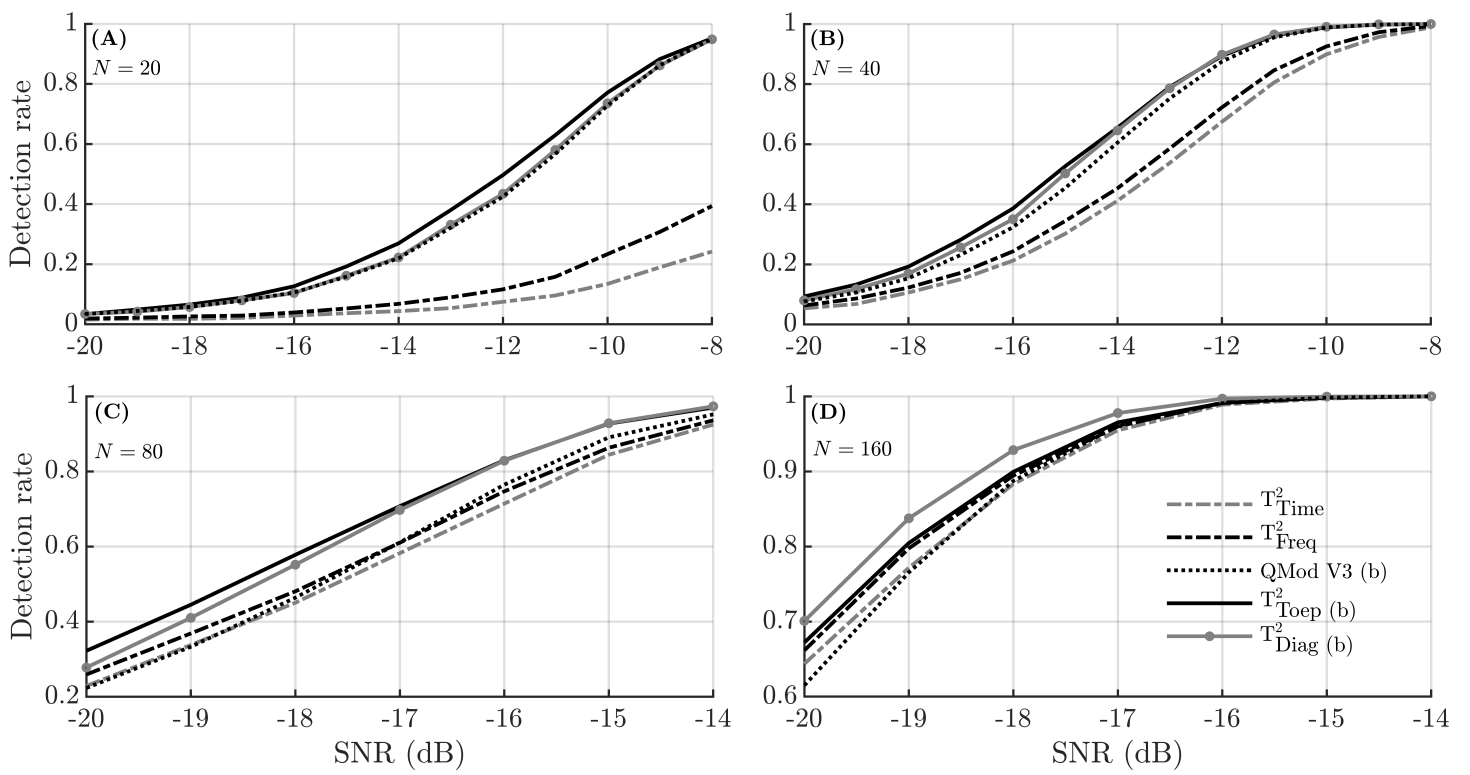 (A)
N = 20
Detection rate
1
0.8
0.6
0.4
0.2
0
-20 -18 -16 -14 -12 -10 -8
(B)
N = 40
1
0.8
0.6
0.4
0.2
0
-20 -18 -16 -14 -12 -10 -8
(C)
N = 80
Detection rate
1
0.8
0.6
0.4
0.2
-20 -19 -18 -17 -16 -15 -14
SNR (dB)
(D)
N = 160
1
0.9
0.8
0.7
0.6
-20 -19 -18 -17 -16 -15 -14
SNR (dB)
T²Time
T²Freq
QMod V3 (b)
T²Toep (b)
T²Diag (b)